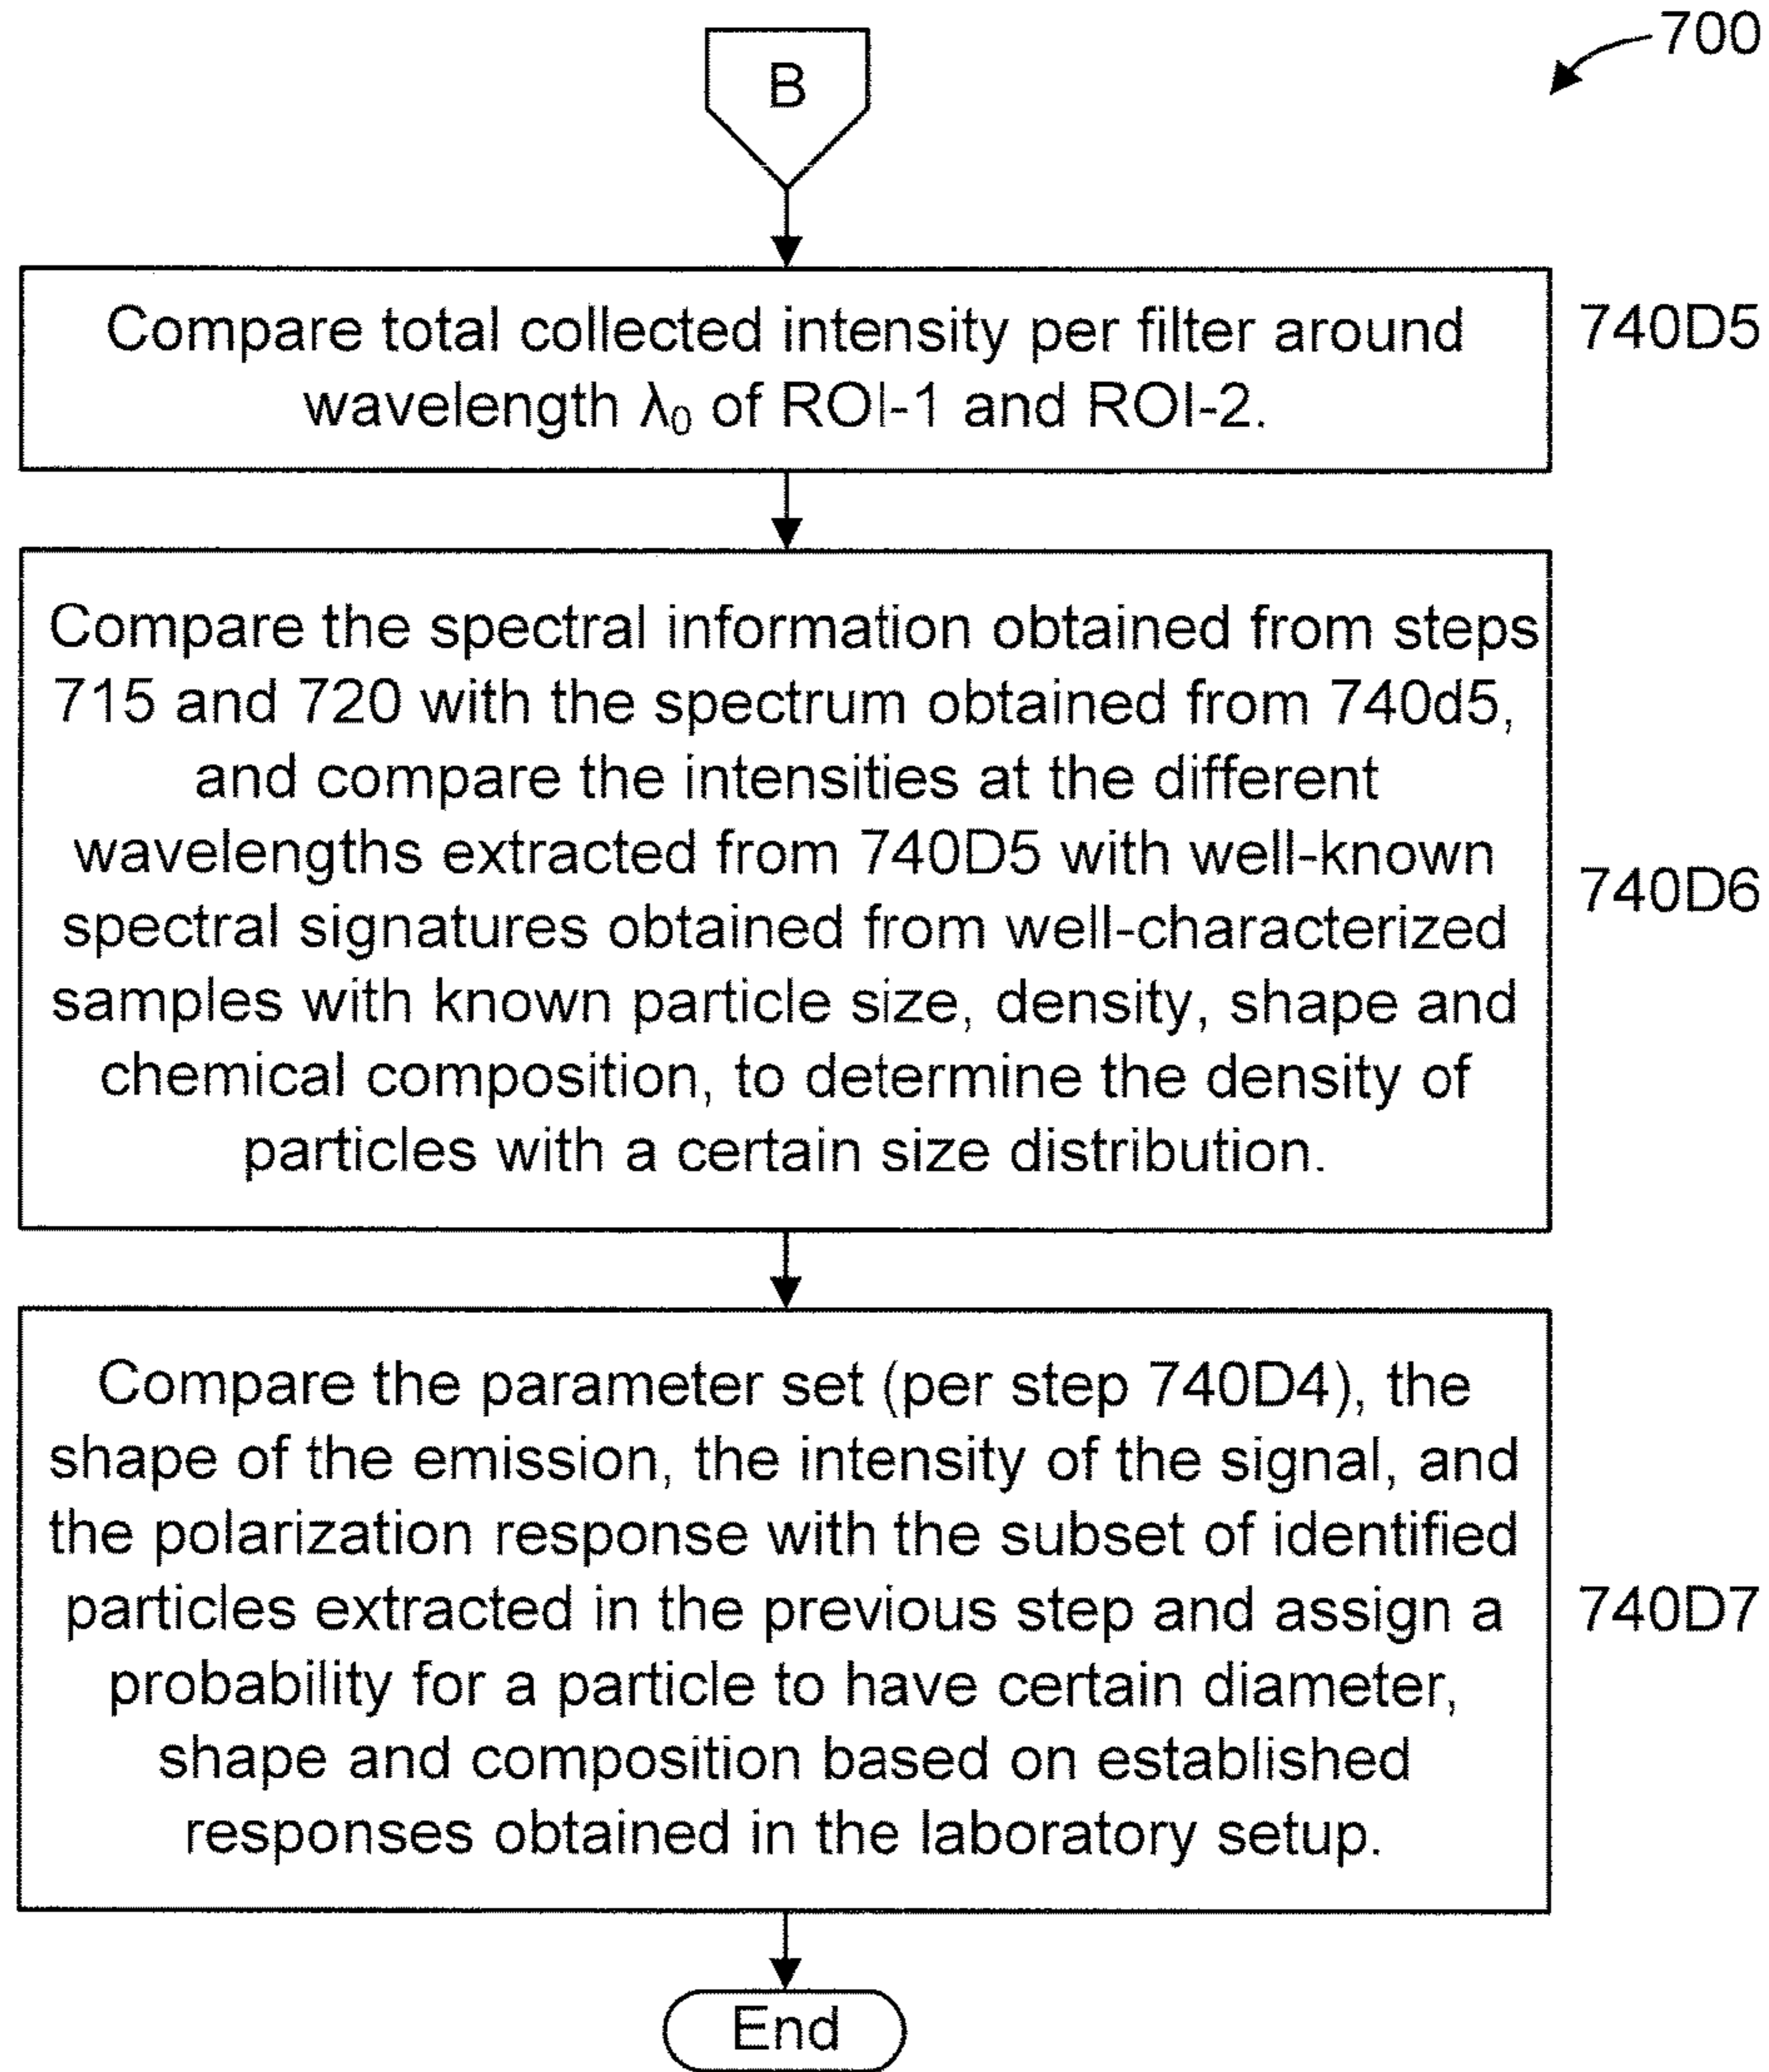 700
B
Compare total collected intensity per filter around
wavelength λ₀ of ROI-1 and ROI-2.
740D5
Compare the spectral information obtained from steps
715 and 720 with the spectrum obtained from 740d5,
and compare the intensities at the different
wavelengths extracted from 740D5 with well-known
spectral signatures obtained from well-characterized
samples with known particle size, density, shape and
chemical composition, to determine the density of
particles with a certain size distribution.
740D6
Compare the parameter set (per step 740D4), the
shape of the emission, the intensity of the signal, and
the polarization response with the subset of identified
particles extracted in the previous step and assign a
probability for a particle to have certain diameter,
shape and composition based on established
responses obtained in the laboratory setup.
740D7
End